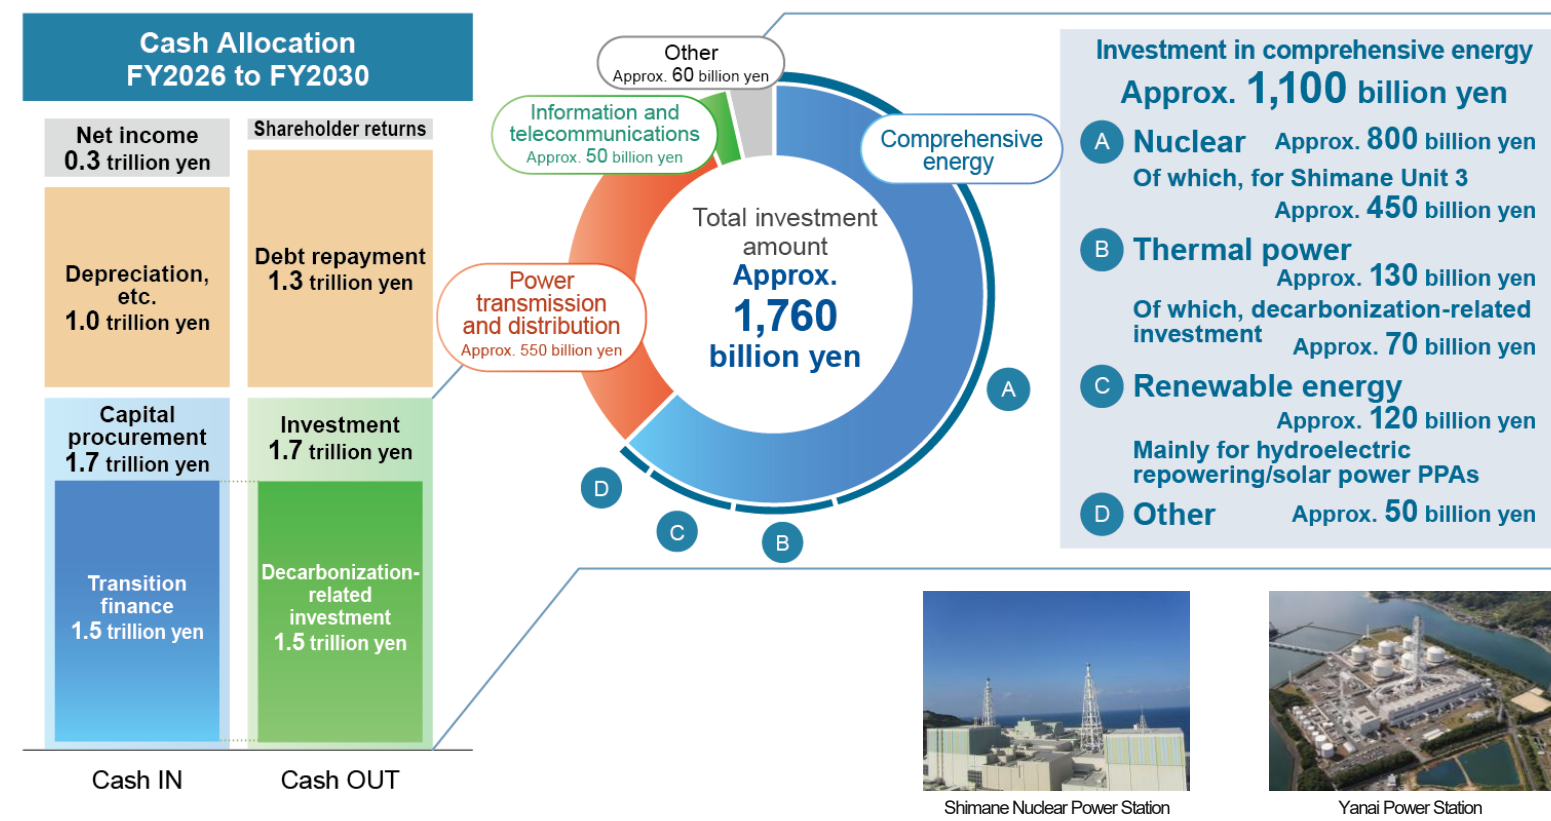 Cash Allocation
FY2026 to FY2030
Net income
0.3 trillion yen
Depreciation,
etc.
1.0 trillion yen
Capital
procurement
1.7 trillion yen
Transition
finance
1.5 trillion yen
Cash IN
Shareholder returns
Debt repayment
1.3 trillion yen
Investment
1.7 trillion yen
Decarbonization-
related
investment
1.5 trillion yen
Cash OUT
Other
Approx. 60 billion yen
Information and
telecommunications
Approx. 50 billion yen
Power
transmission
and distribution
Approx. 550 billion yen
Comprehensive
energy
Total investment
amount
Approx.
1,760
billion yen
A
B
C
D
Investment in comprehensive energy
Approx. 1,100 billion yen
A Nuclear Approx. 800 billion yen
Of which, for Shimane Unit 3
Approx. 450 billion yen
B Thermal power
Approx. 130 billion yen
Of which, decarbonization-related
investment Approx. 70 billion yen
C Renewable energy
Approx. 120 billion yen
Mainly for hydroelectric
repowering/solar power PPAs
D Other Approx. 50 billion yen
Shimane Nuclear Power Station
Yanai Power Station